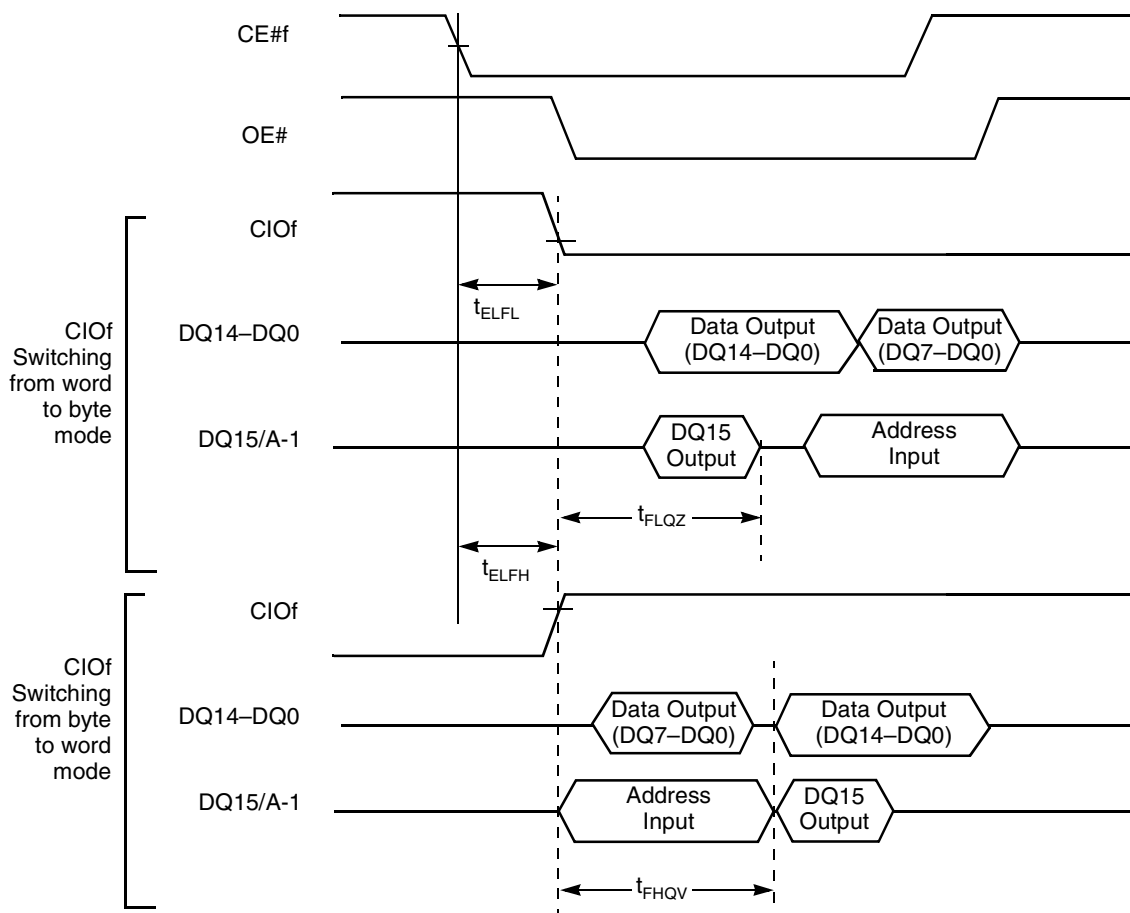 CE#f
OE#
CIOf
Switching
from word
to byte
mode
CIOf
tELFL
DQ14–DQ0
Data Output
(DQ14–DQ0)
Data Output
(DQ7–DQ0)
DQ15/A-1
DQ15
Output
Address
Input
tFLQZ
tELFH
CIOf
Switching
from byte
to word
mode
CIOf
DQ14–DQ0
Data Output
(DQ7–DQ0)
Data Output
(DQ14–DQ0)
DQ15/A-1
Address
Input
DQ15
Output
tFHQV